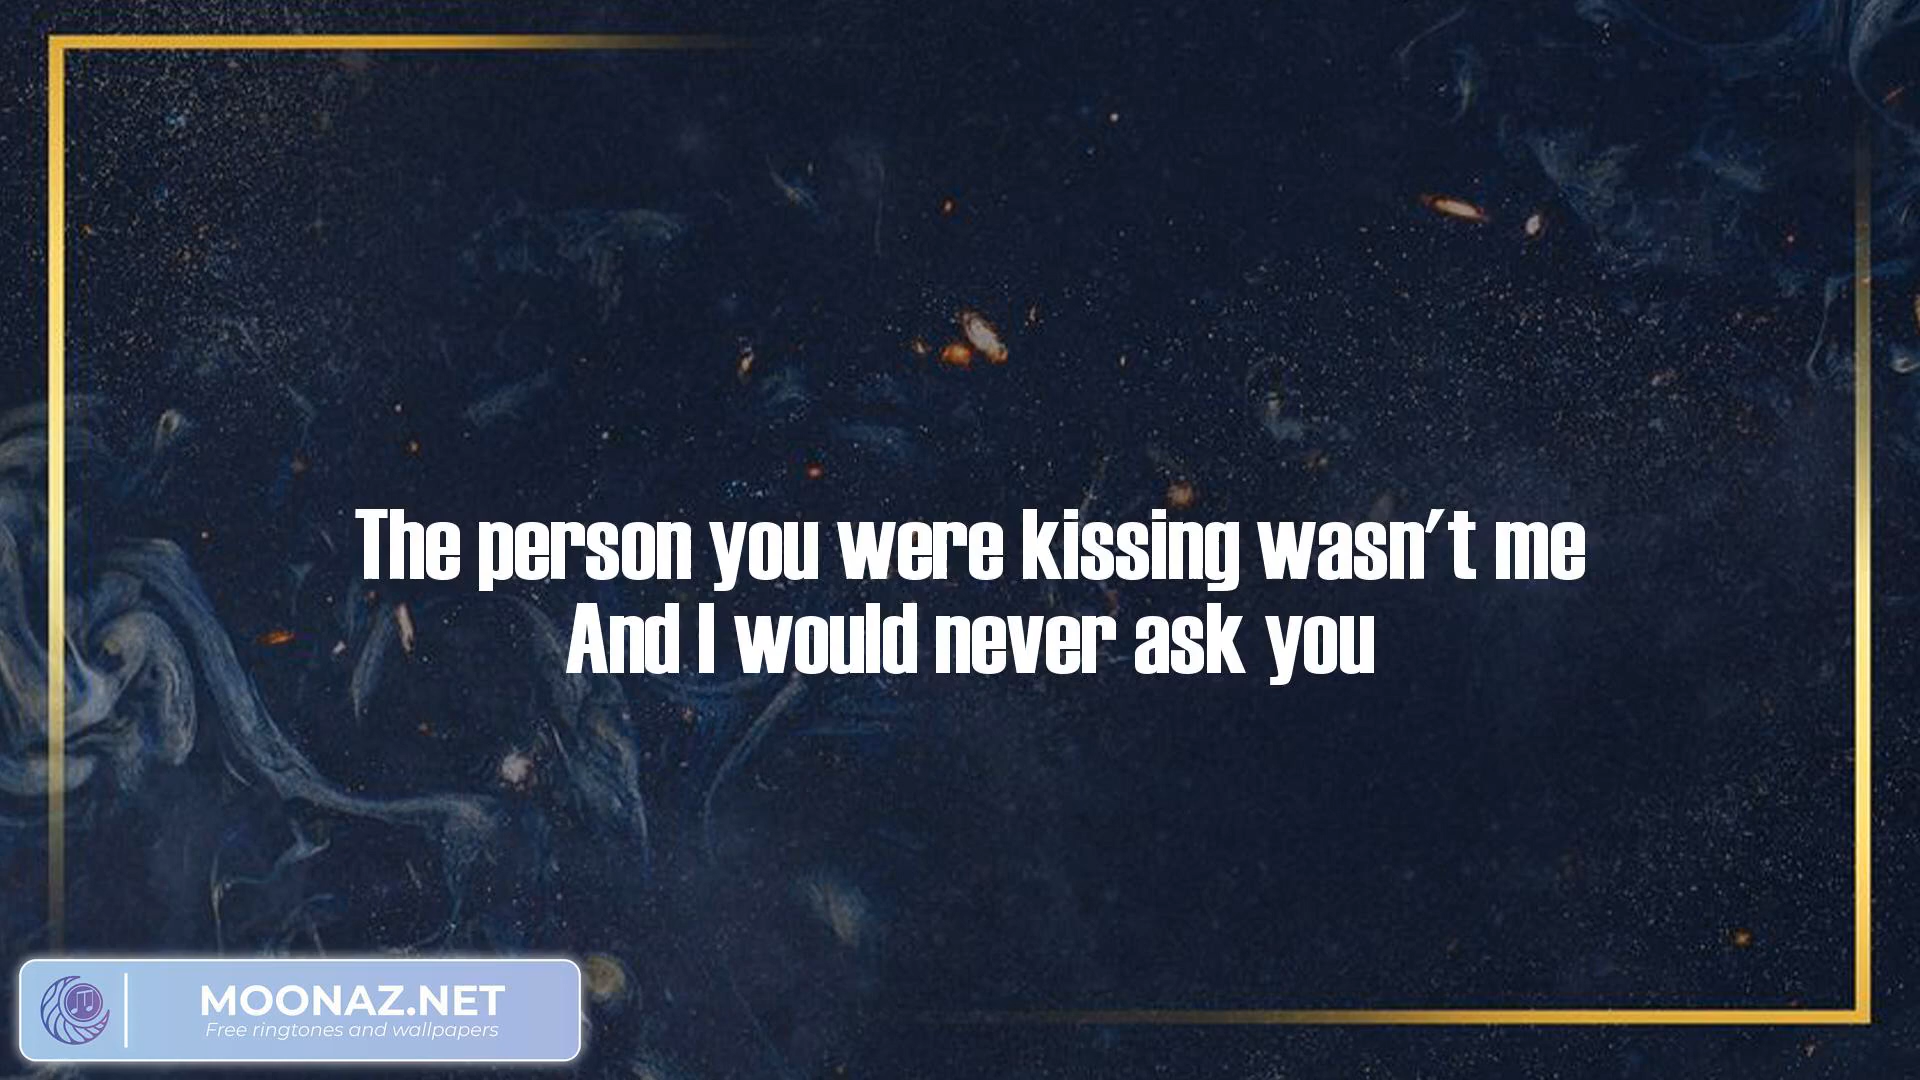 The person you were kissing wasn't me
And I would never ask you
MOONAZ.NET
Free ringtones and wallpapers